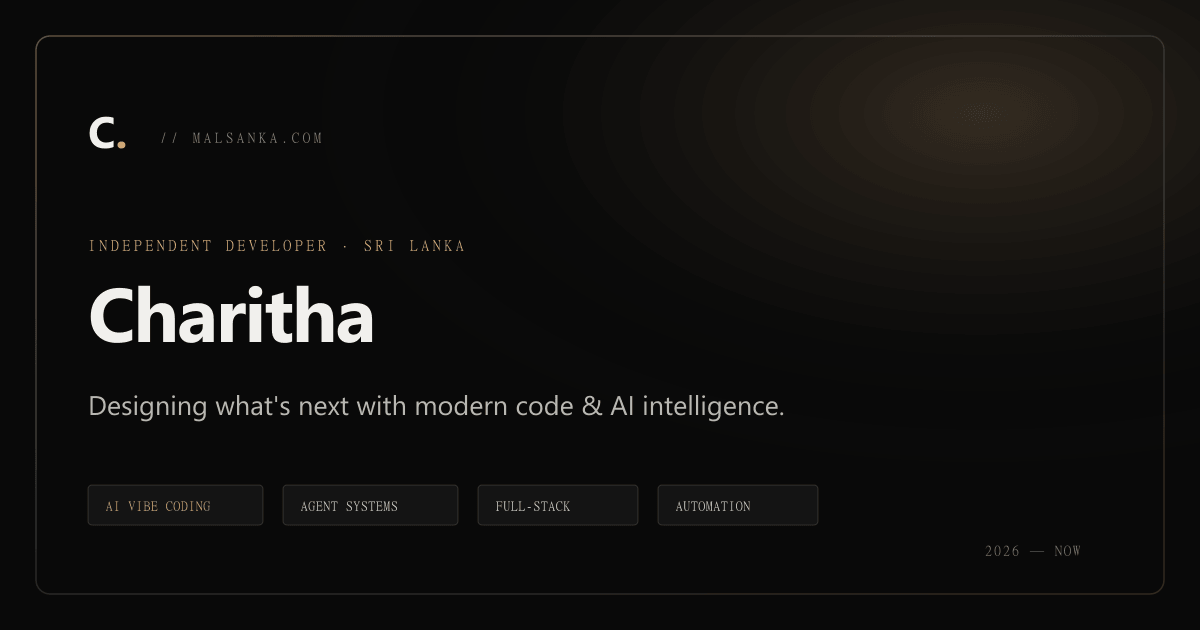 C. // MALSANKA.COM
INDEPENDENT DEVELOPER · SRI LANKA
Charitha
Designing what's next with modern code & AI intelligence.
AI VIBE CODING AGENT SYSTEMS FULL-STACK AUTOMATION
2026 — NOW